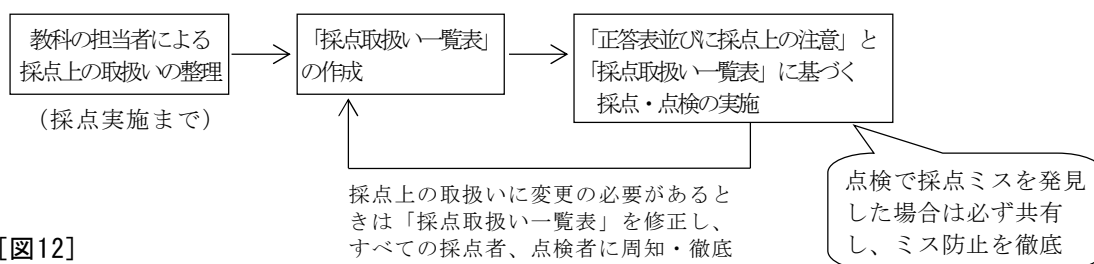 教科の担当者による
採点上の取扱いの整理
（採点実施まで）
「採点取扱い一覧表」
の作成
「正答表並びに採点上の注意」と
「採点取扱い一覧表」に基づく
採点・点検の実施
採点上の取扱いに変更の必要があると
きは「採点取扱い一覧表」を修正し、
すべての採点者、点検者に周知・徹底
点検で採点ミスを発見
した場合は必ず共有
し、ミス防止を徹底
[図12]